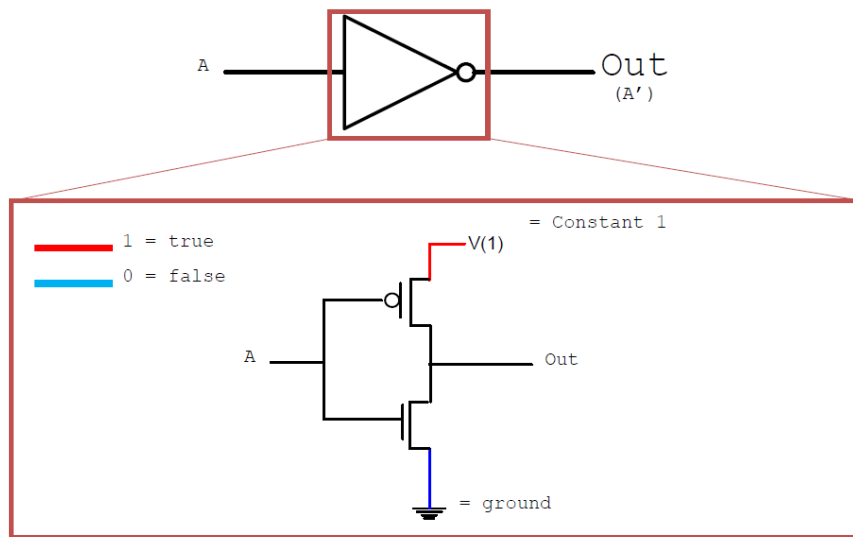 A
Out
(A’)
= Constant 1
1 = true
V(1)
0 = false
A
Out
= ground